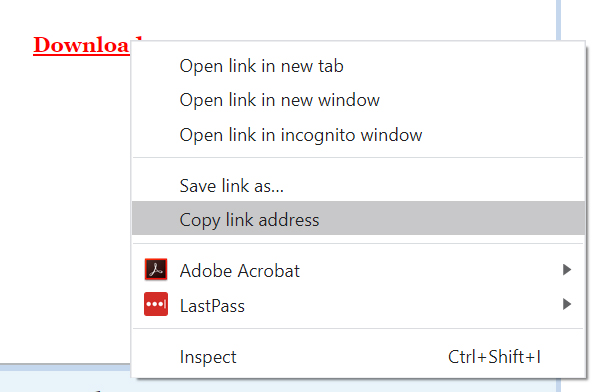 Download
Open link in new tab
Open link in new window
Open link in incognito window
Save link as...
Copy link address
Adobe Acrobat
LastPass
Inspect Ctrl+Shift+I